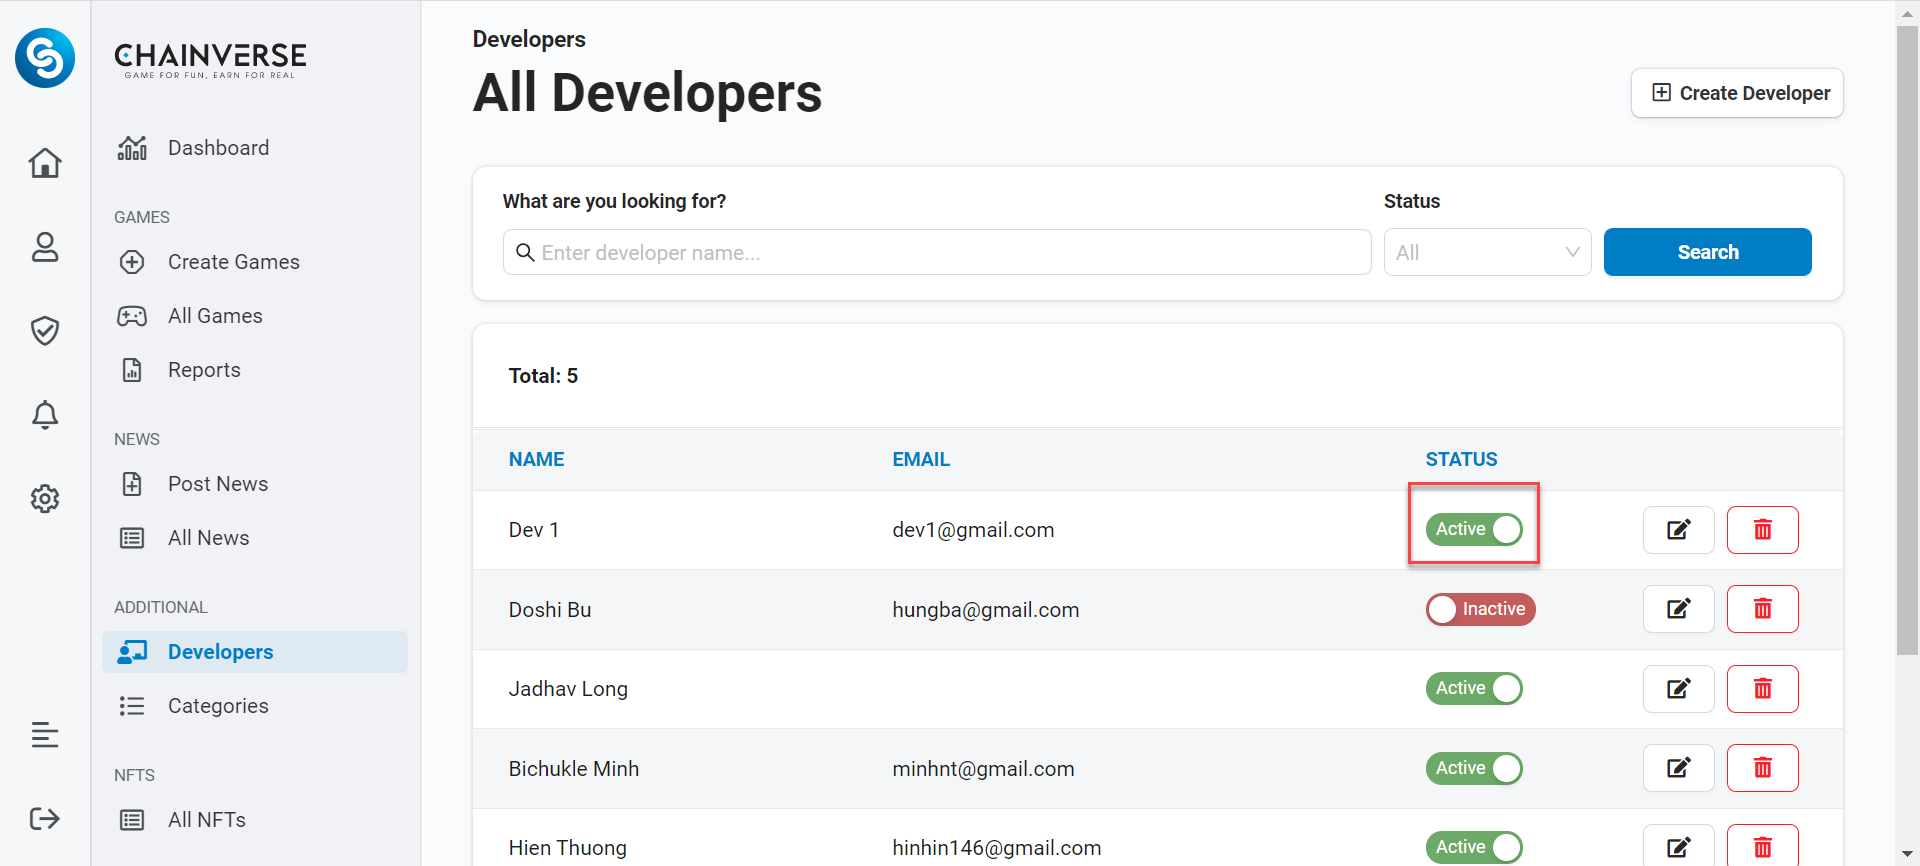 CHAINVERSE
GAME FOR FUN, EARN FOR REAL
Dashboard
GAMES
Create Games
All Games
Reports
NEWS
Post News
All News
ADDITIONAL
Developers
Categories
NFTS
All NFTs
Developers
All Developers
Create Developer
What are you looking for?
Status
Enter developer name...
All
Search
Total: 5
NAME EMAIL STATUS
Dev 1 dev1@gmail.com Active
Doshi Bu hungba@gmail.com Inactive
Jadhav Long Active
Bichukle Minh minhnt@gmail.com Active
Hien Thuong hinhin146@gmail.com Active